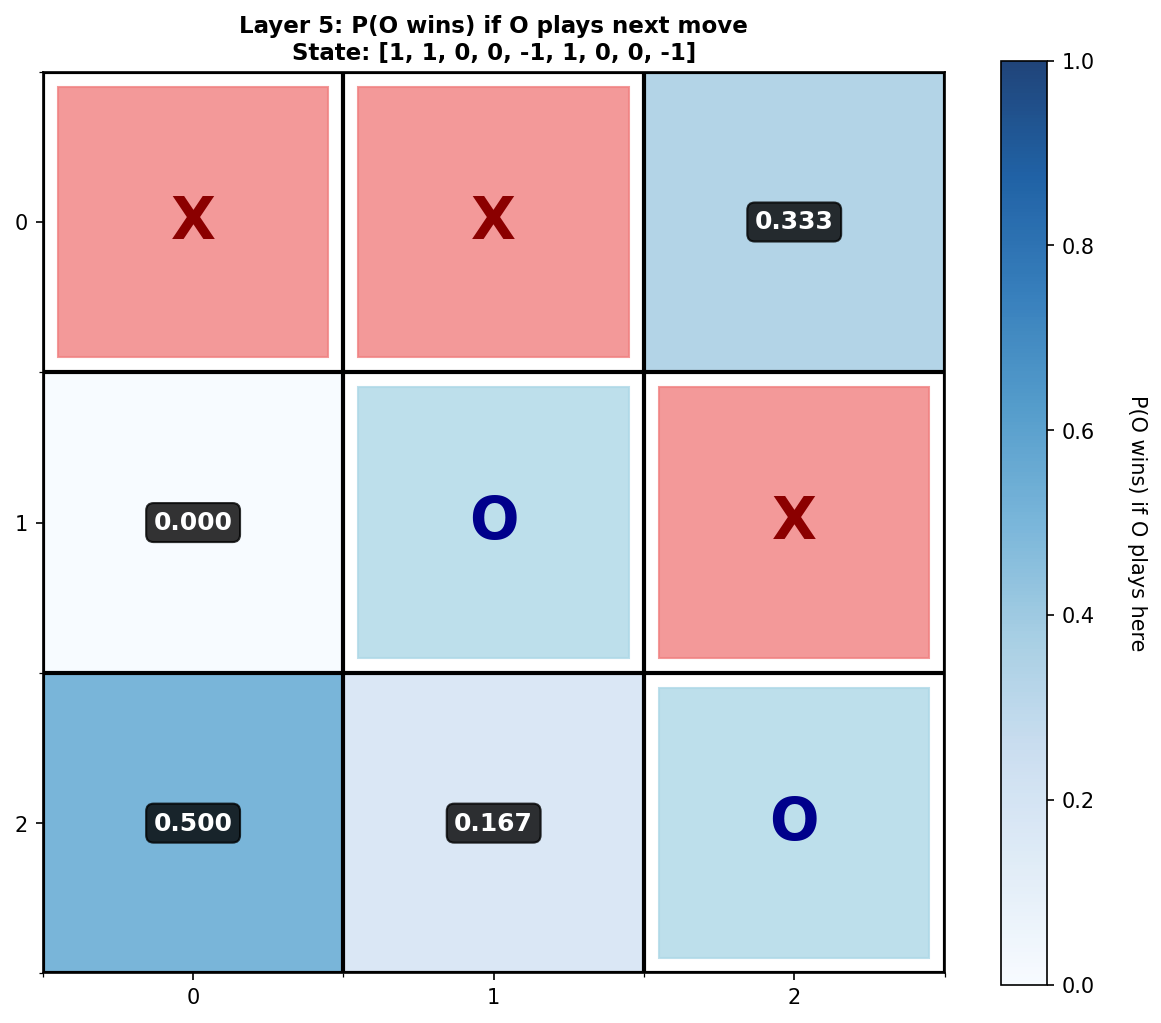 Layer 5: P(O wins) if O plays next move
State: [1, 1, 0, 0, -1, 1, 0, 0, -1]
0
X
X
0.333
1
0.000
O
X
2
0.500
0.167
O
0
1
2
1.0
0.8
0.6
0.4
0.2
0.0
P(O wins) if O plays here